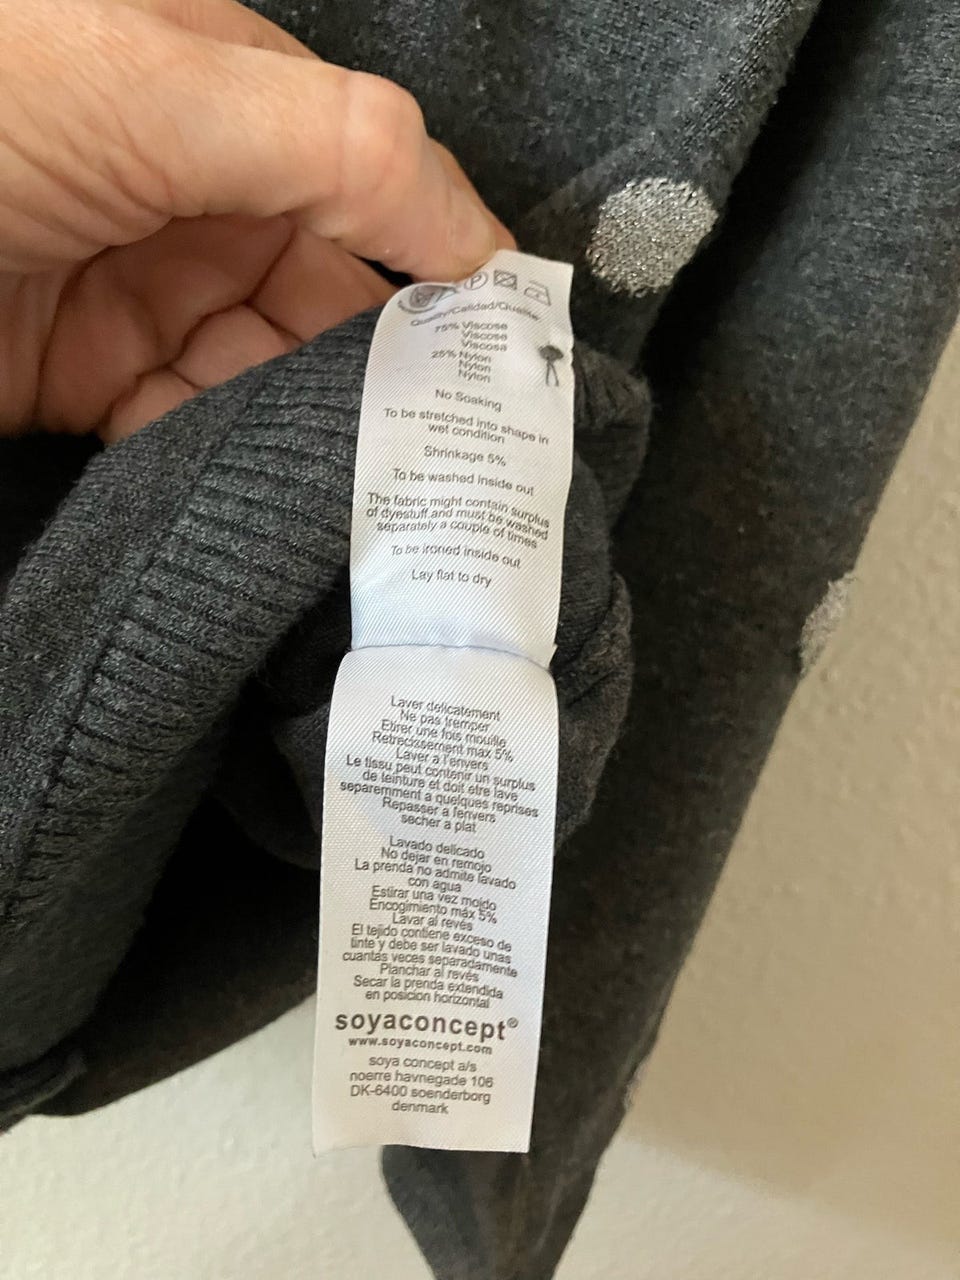 Quality/Calidad/Qualite:
75% Viscose
Viscose
Viscosa
25% Nylon
Nylon
Nylon
No Soaking
To be stretched into shape in
wet condition
Shrinkage 5%
To be washed inside out
The fabric might contain surplus
of dyestuff.and must be washed
separately a couple of times
To be ironed inside out
Lay flat to dry
Laver delicatement
Ne pas tremper
Etirer une fois mouille
Retrecissement max 5%
Laver a l'envers
Le tissu peut contenir un surplus
de teinture et doit etre lave
separemment a quelques reprises
Repasser a l'envers
secher a plat
Lavado delicado
No dejar en remojo
La prenda no admite lavado
con agua
Estirar una vez mojdo
Encogimiento máx 5%
Lavar al revés
El tejido contiene exceso de
tinte y debe ser lavado unas
cuantas veces separadamente
Planchar al revés
Secar la prenda extendida
en posicion horizontal
soyaconcept®
www.soyaconcept.com
soya concept a/s
noerre havnegade 106
DK-6400 soenderborg
denmark